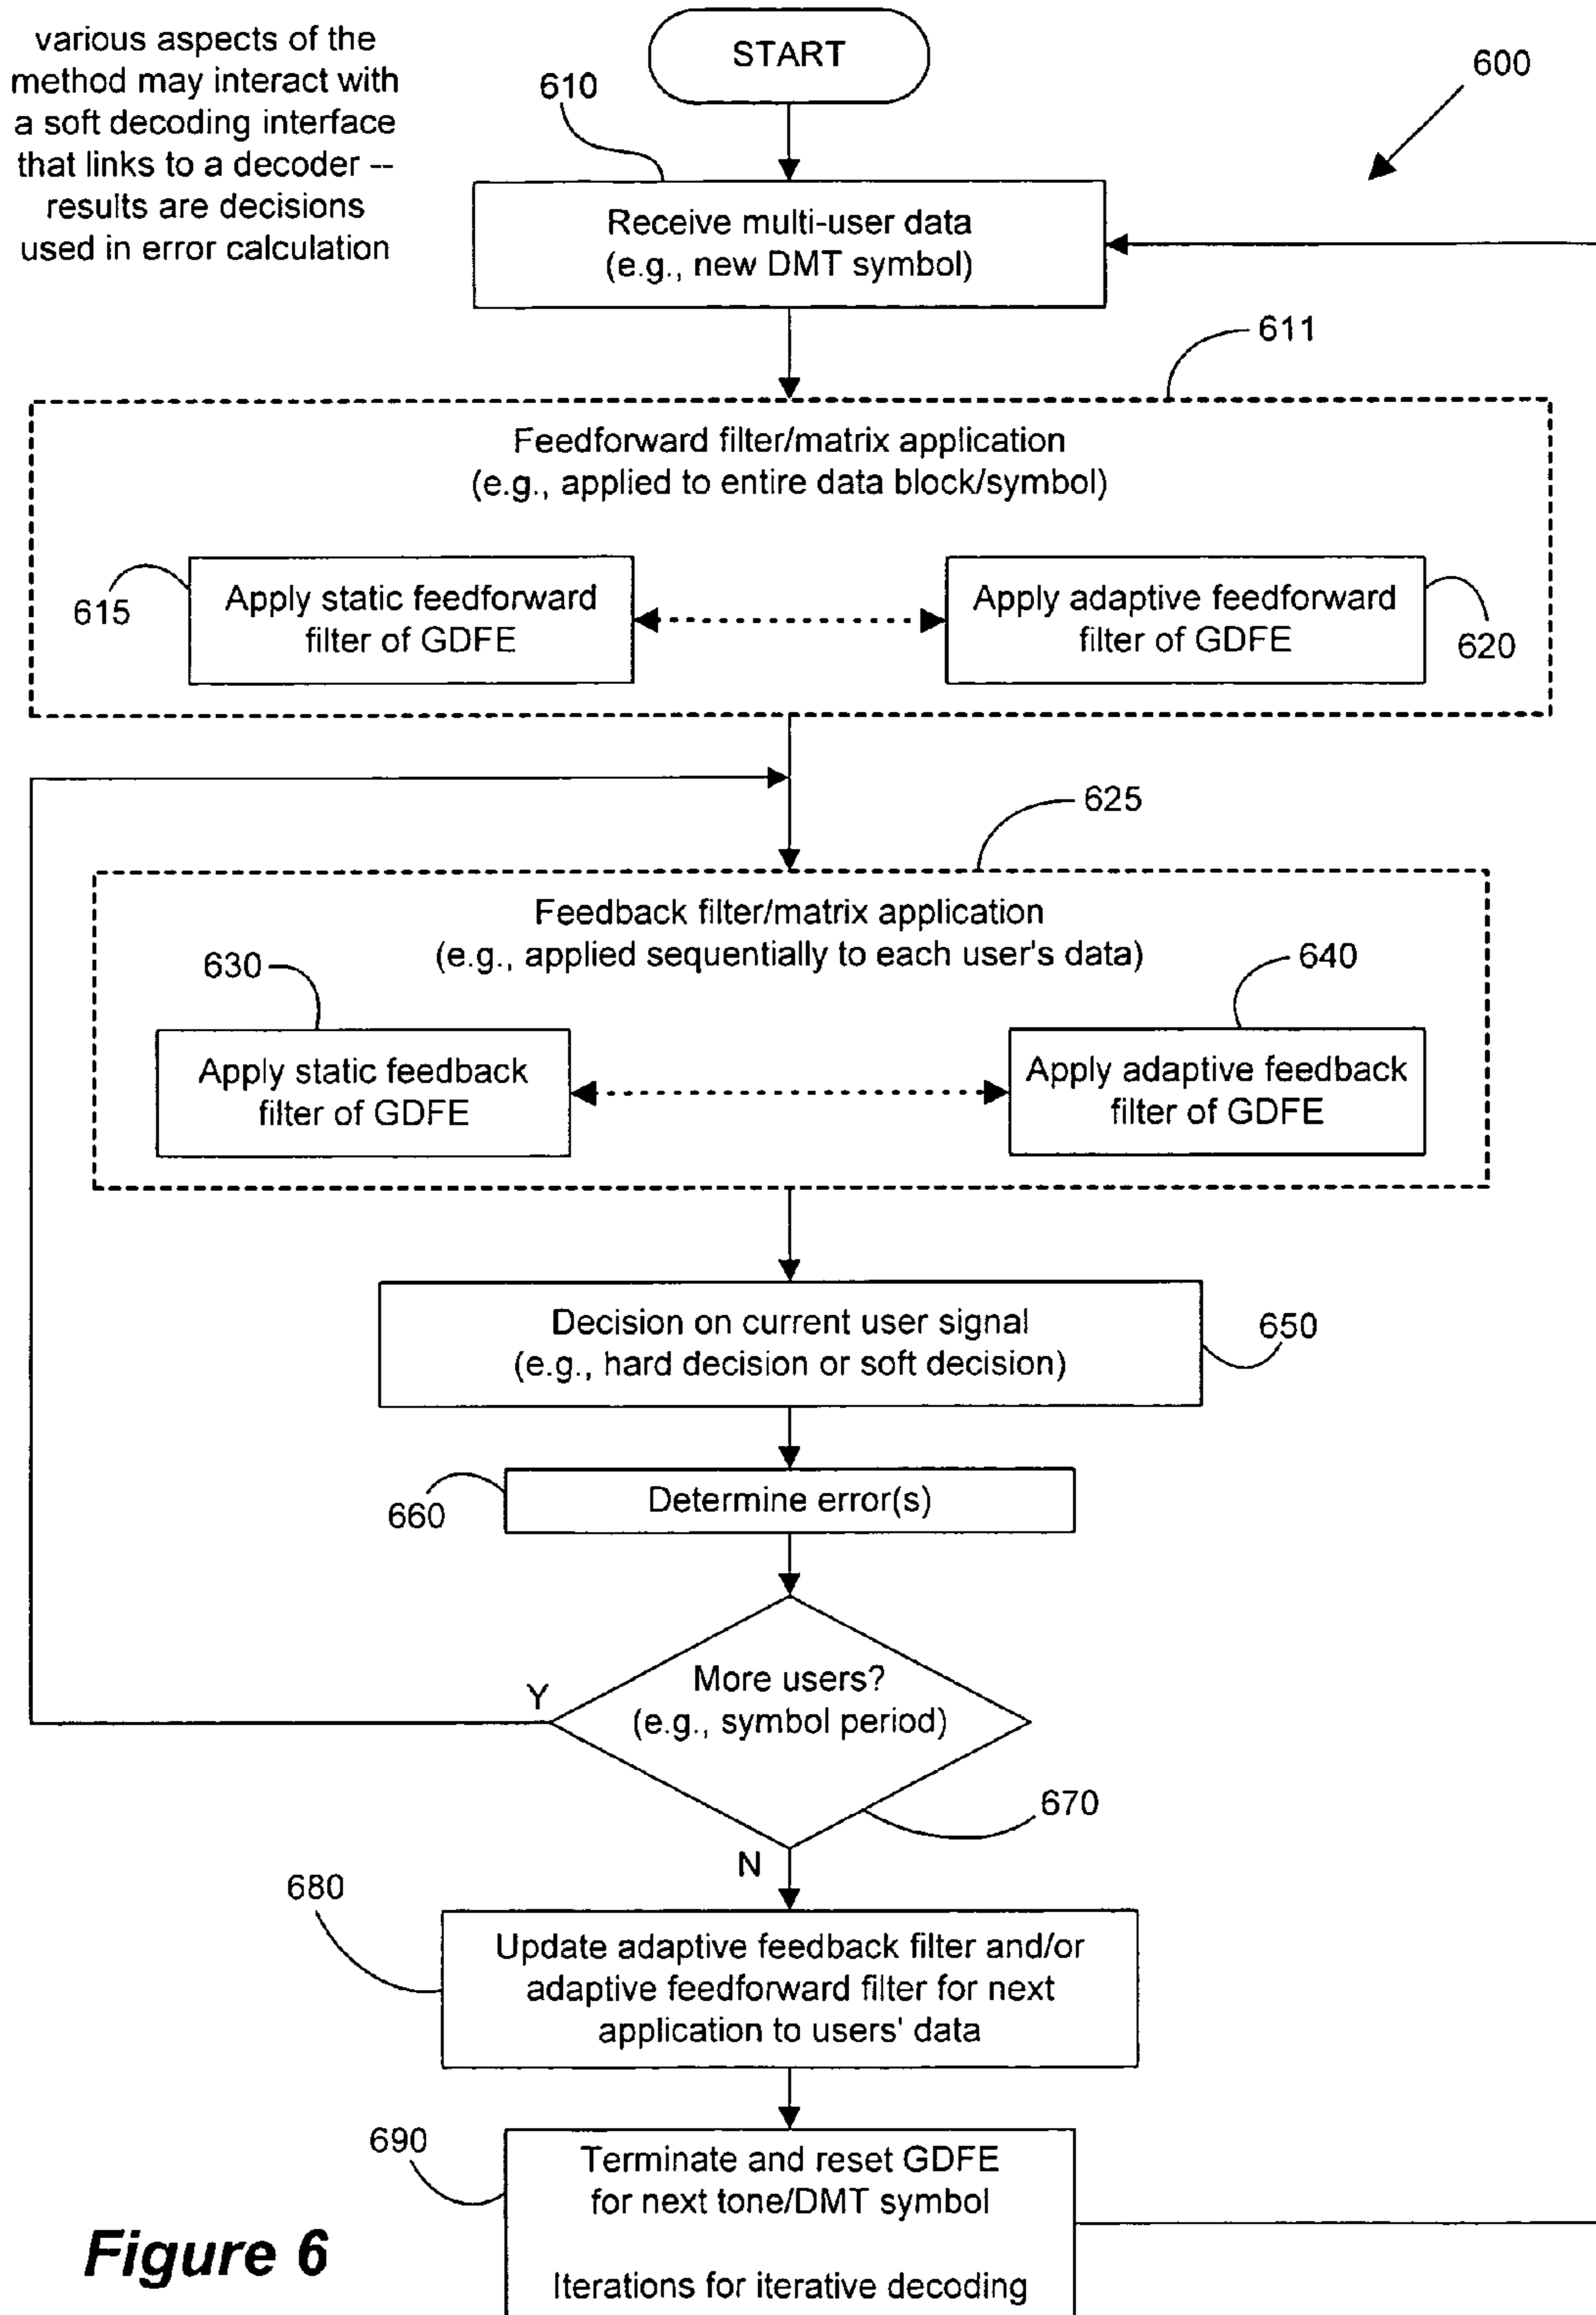 various aspects of the
method may interact with
a soft decoding interface
that links to a decoder --
results are decisions
used in error calculation
START
600
610
Receive multi-user data
(e.g., new DMT symbol)
611
Feedforward filter/matrix application
(e.g., applied to entire data block/symbol)
615
Apply static feedforward
filter of GDFE
Apply adaptive feedforward
filter of GDFE
620
625
Feedback filter/matrix application
(e.g., applied sequentially to each user's data)
630
640
Apply static feedback
filter of GDFE
Apply adaptive feedback
filter of GDFE
Decision on current user signal
(e.g., hard decision or soft decision)
650
Determine error(s)
660
More users?
(e.g., symbol period)
Y
670
N
680
Update adaptive feedback filter and/or
adaptive feedforward filter for next
application to users' data
690
Terminate and reset GDFE
for next tone/DMT symbol
Iterations for iterative decoding
Figure 6